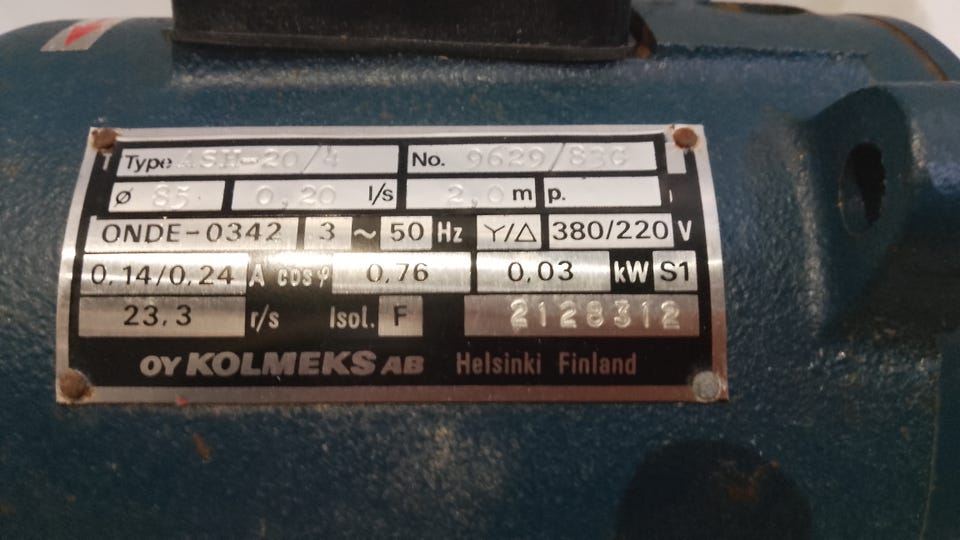 Type ASH-20/4 No. 9629/83C
ø 85 0,20 l/s 2,0 m p.
ONDE-0342 3 ~ 50 Hz Y/△ 380/220 V
0,14/0,24 A cos φ 0,76 0,03 kW S1
23,3 r/s Isol. F 2128312
OY KOLMEKS AB Helsinki Finland